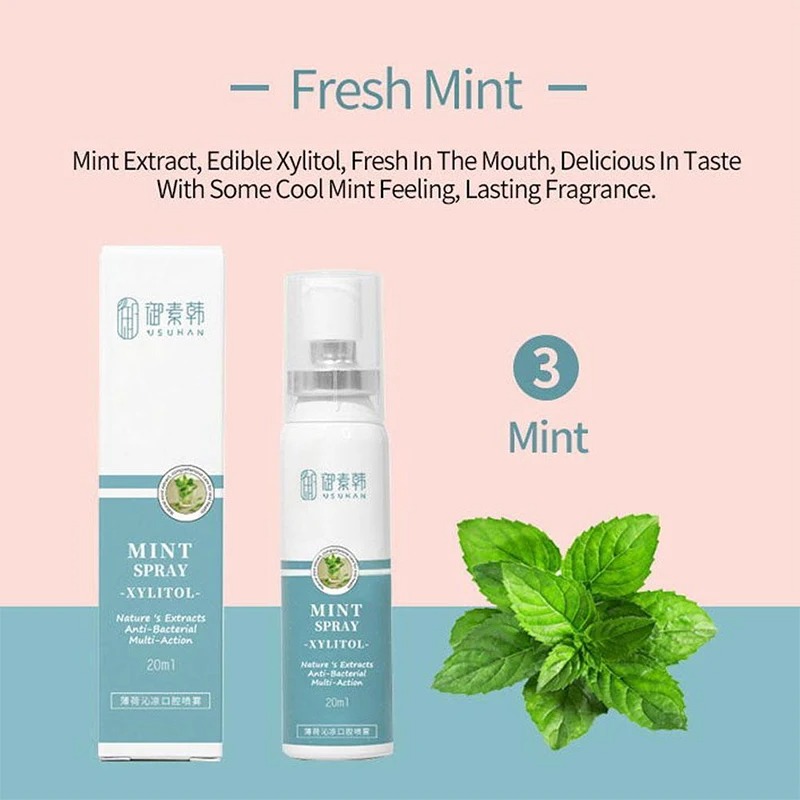 Fresh Mint
Mint Extract, Edible Xylitol, Fresh In The Mouth, Delicious In Taste
With Some Cool Mint Feeling, Lasting Fragrance.
御素韩
USUHAN
MINT
SPRAY
-XYLITOL-
Nature 's Extracts
Anti-Bacterial
Multi-Action
20ml
薄荷沁凉口腔喷雾
御素韩
USUHAN
MINT
SPRAY
-XYLITOL-
Nature 's Extracts
Anti-Bacterial
Multi-Action
20ml
薄荷沁凉口腔喷雾
3
Mint